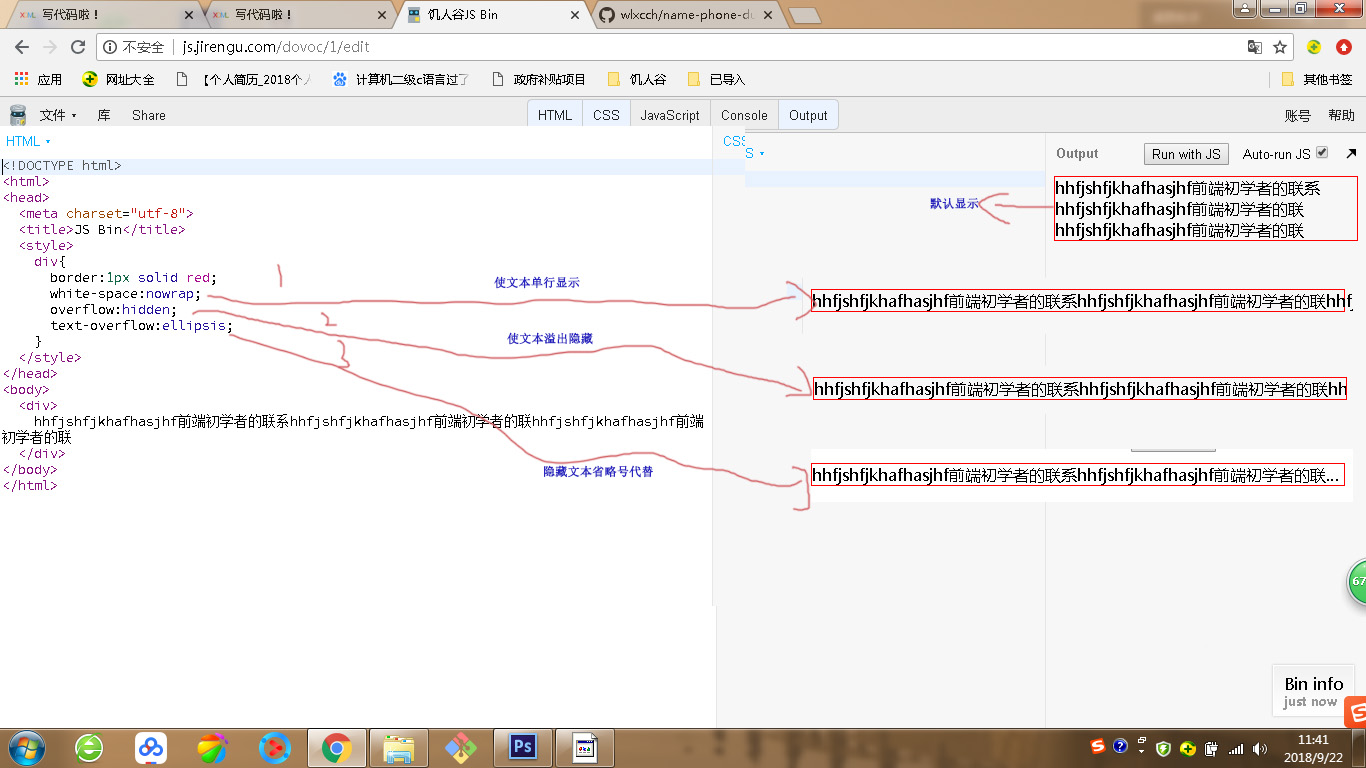 写代码啦！
写代码啦！
饥人谷JS Bin
wlxcch/name-phone-du
不安全 | js.jirengu.com/dovoc/1/edit
应用
网址大全
【个人简历_2018个人
计算机二级c语言过了
政府补贴项目
饥人谷
已导入
其他书签
文件
库
Share
HTML
CSS
JavaScript
Console
Output
账号
帮助
HTML
CSS
S
Output
Run with JS
Auto-run JS
<!DOCTYPE html>
<html>
<head>
<meta charset="utf-8">
<title>JS Bin</title>
<style>
div{
border:1px solid red;
white-space:nowrap;
overflow:hidden;
text-overflow:ellipsis;
}
</style>
</head>
<body>
<div>
hhfjshfjkhafhasjhf前端初学者的联系hhfjshfjkhafhasjhf前端初学者的联hhfjshfjkhafhasjhf前端
初学者的联
</div>
</body>
</html>
1
2
3
使文本单行显示
使文本溢出隐藏
隐藏文本省略号代替
默认显示
hhfjshfjkhafhasjhf前端初学者的联系
hhfjshfjkhafhasjhf前端初学者的联
hhfjshfjkhafhasjhf前端初学者的联
hhfjshfjkhafhasjhf前端初学者的联系hhfjshfjkhafhasjhf前端初学者的联hhf
hhfjshfjkhafhasjhf前端初学者的联系hhfjshfjkhafhasjhf前端初学者的联hh
hhfjshfjkhafhasjhf前端初学者的联系hhfjshfjkhafhasjhf前端初学者的联...
67
Bin info
just now
Ps
11:41
2018/9/22